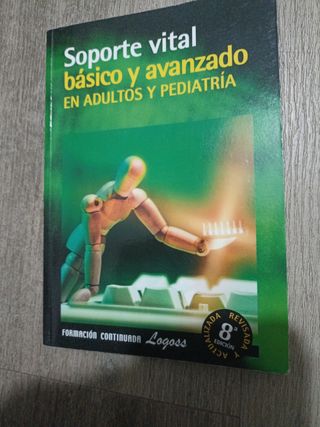 Soporte vital
básico y avanzado
EN ADULTOS Y PEDIATRÍA
FORMACIÓN CONTINUADA Logoss
8ª
EDICIÓN
REVISADA
Y ACTUALIZADA